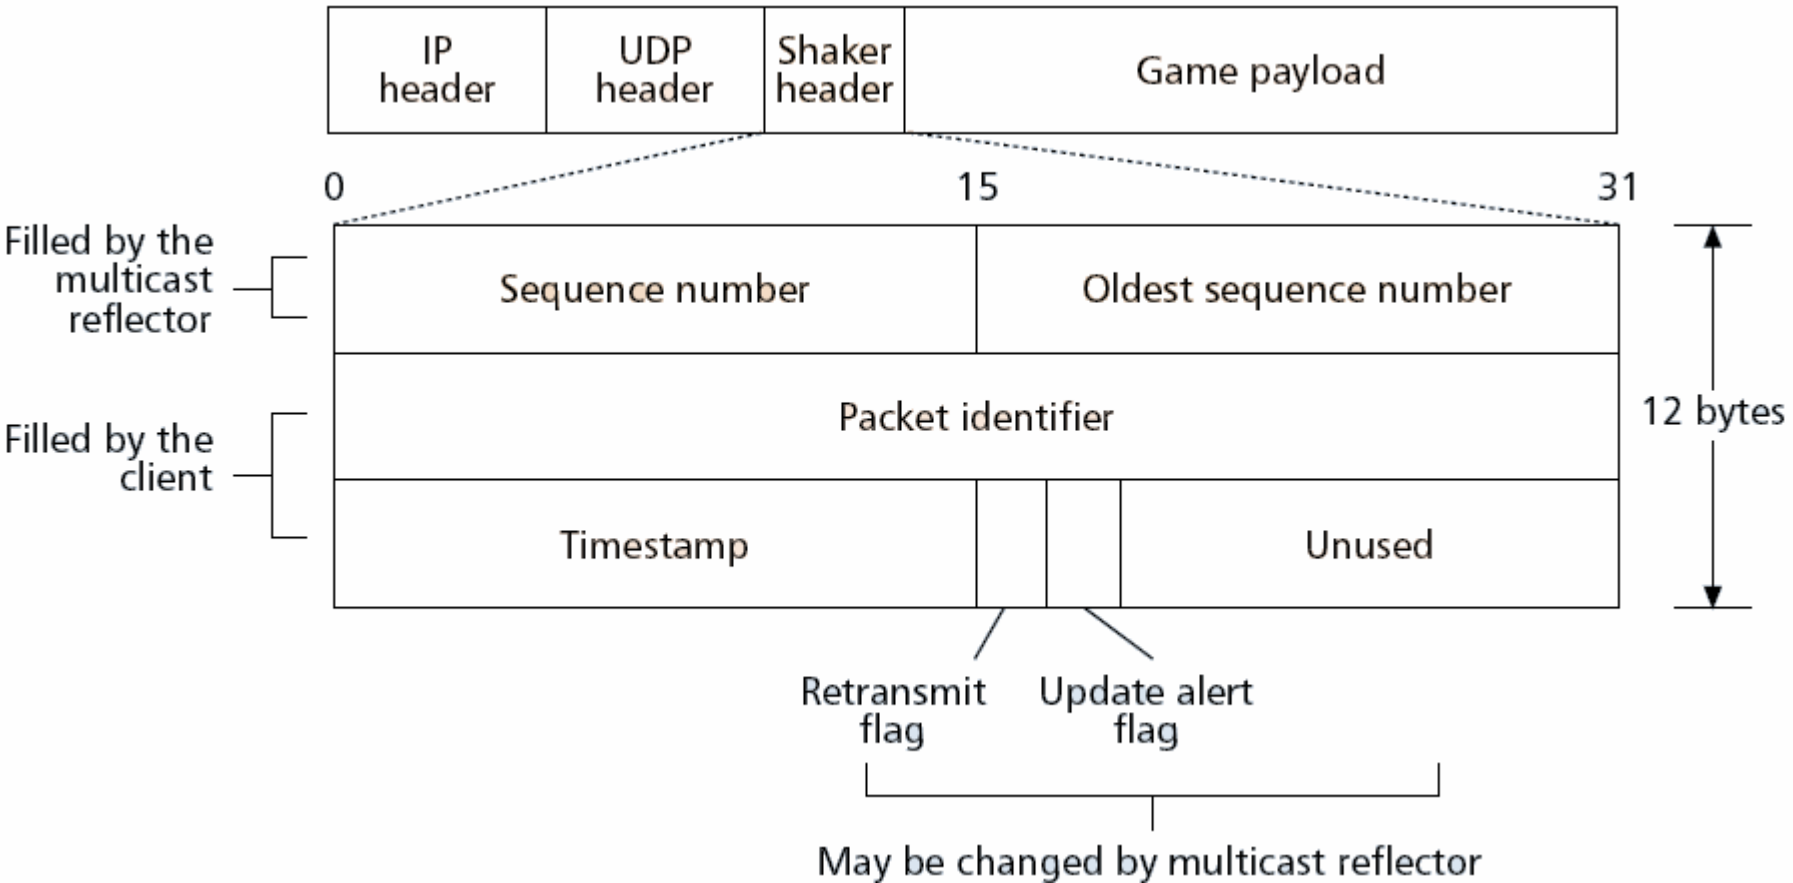 IP header
UDP header
Shaker header
Game payload
0
15
31
Filled by the
multicast
reflector
Sequence number
Oldest sequence number
Packet identifier
12 bytes
Filled by the
client
Timestamp
Unused
Retransmit
flag
Update alert
flag
May be changed by multicast reflector